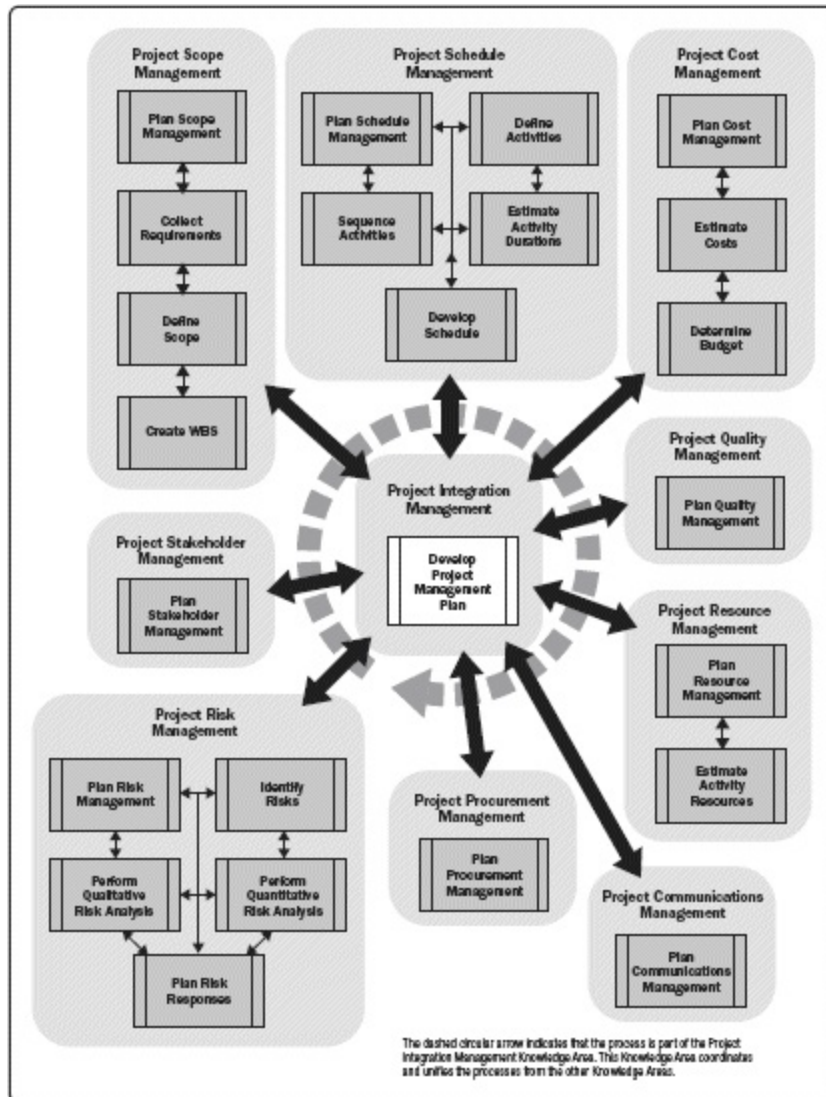 Project Scope
Management
Plan Scope
Management
Collect
Requirements
Define
Scope
Create WBS
Project Schedule
Management
Plan Schedule
Management
Define
Activities
Sequence
Activities
Estimate
Activity
Durations
Develop
Schedule
Project Cost
Management
Plan Cost
Management
Estimate
Costs
Determine
Budget
Project Quality
Management
Plan Quality
Management
Project Integration
Management
Develop
Project
Management
Plan
Project Stakeholder
Management
Plan
Stakeholder
Management
Project Resource
Management
Plan
Resource
Management
Estimate
Activity
Resources
Project Risk
Management
Plan Risk
Management
Identify
Risks
Perform
Qualitative
Risk Analysis
Perform
Quantitative
Risk Analysis
Plan Risk
Responses
Project Procurement
Management
Plan
Procurement
Management
Project Communications
Management
Plan
Communications
Management
The dashed circular arrow indicates that the process is part of the Project
Integration Management Knowledge Area. This Knowledge Area coordinates
and unifies the processes from the other Knowledge Areas.